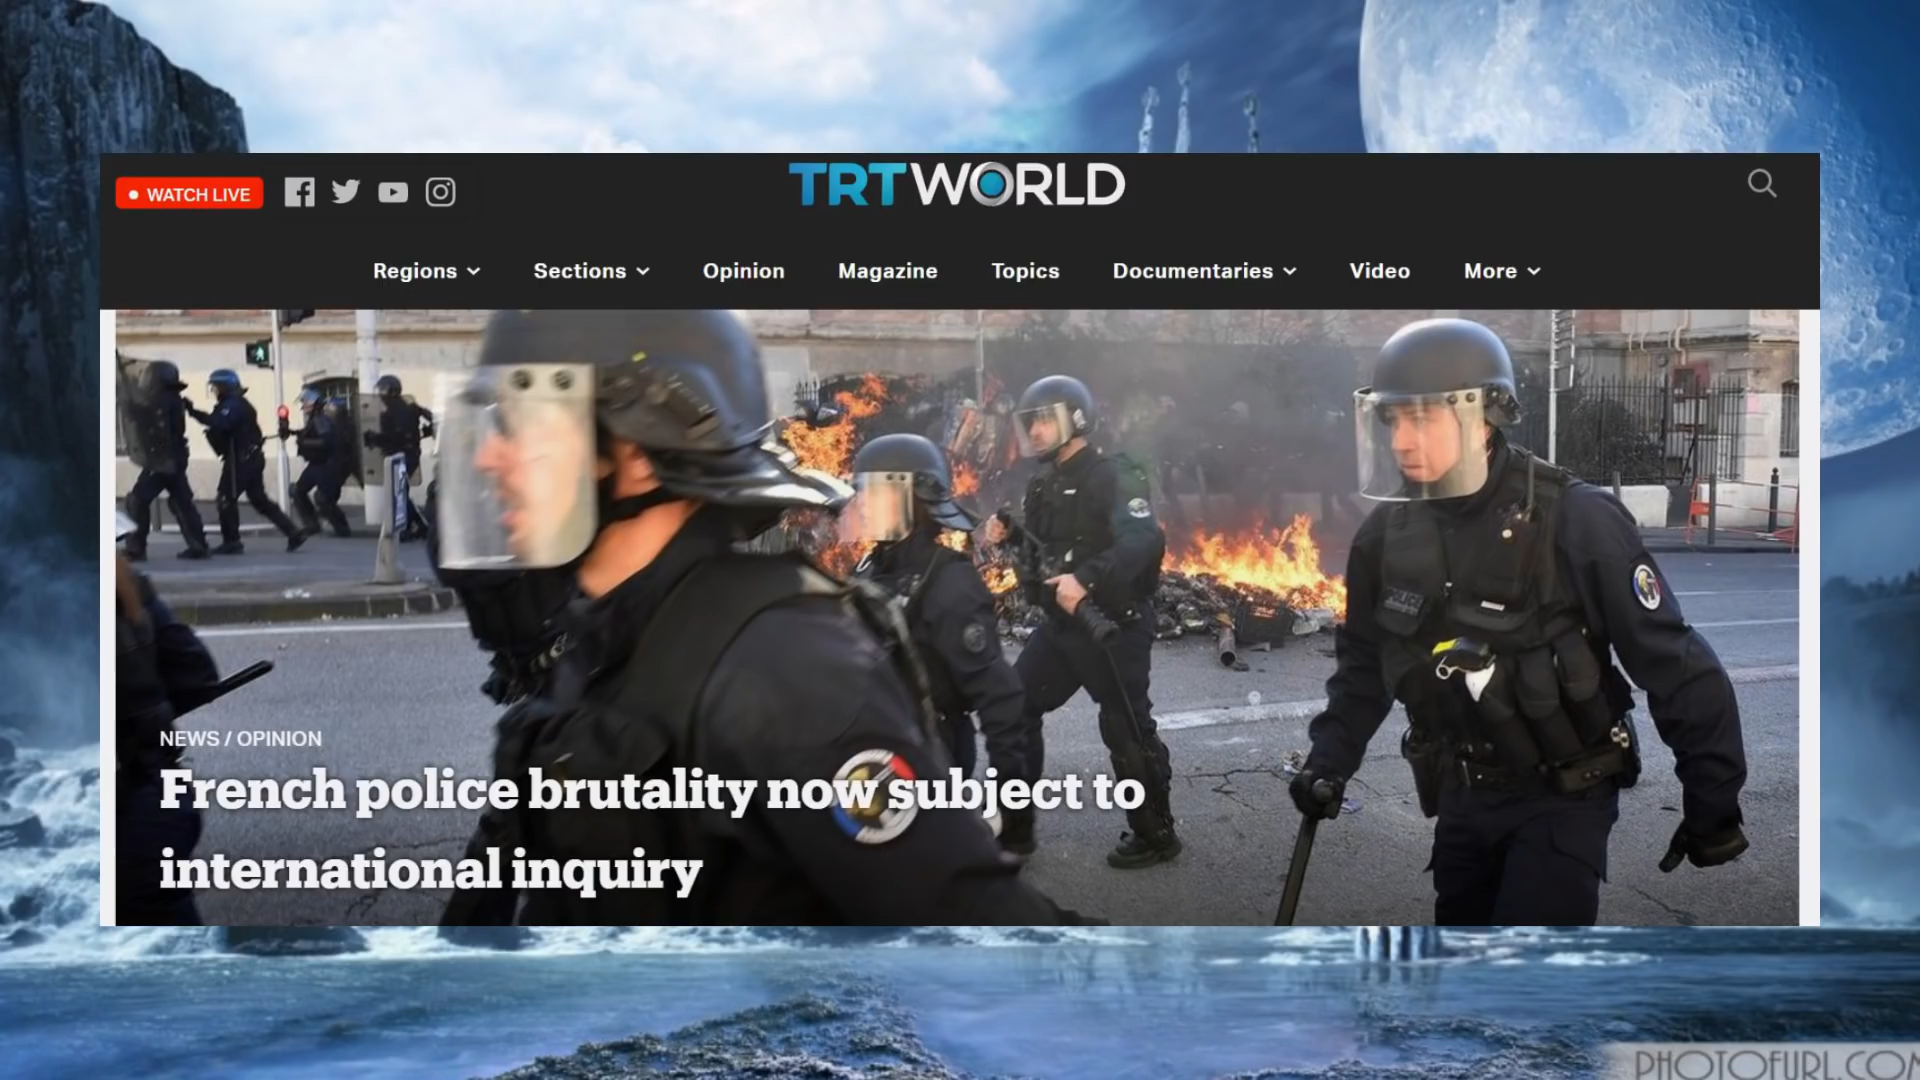 WATCH LIVE
TRTWORLD
Regions
Sections
Opinion
Magazine
Topics
Documentaries
Video
More
NEWS / OPINION
French police brutality now subject to
international inquiry
PHOTOFURL.COM